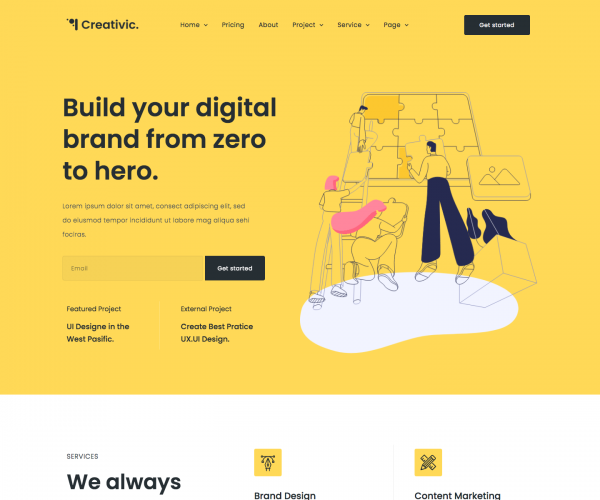 Creativic.
Home Pricing About Project Service Page
Get started
Build your digital
brand from zero
to hero.
Lorem Ipsum dolor sit amet, consect adipiscing elit, sed
do eiusmod tempor incididunt ut labore mag aliqua sehi
fociras.
Email
Get started
Featured Project
UI Designe in the
West Pasific.
External Project
Create Best Pratice
UX.UI Design.
SERVICES
We always
Brand Design
Content Marketing